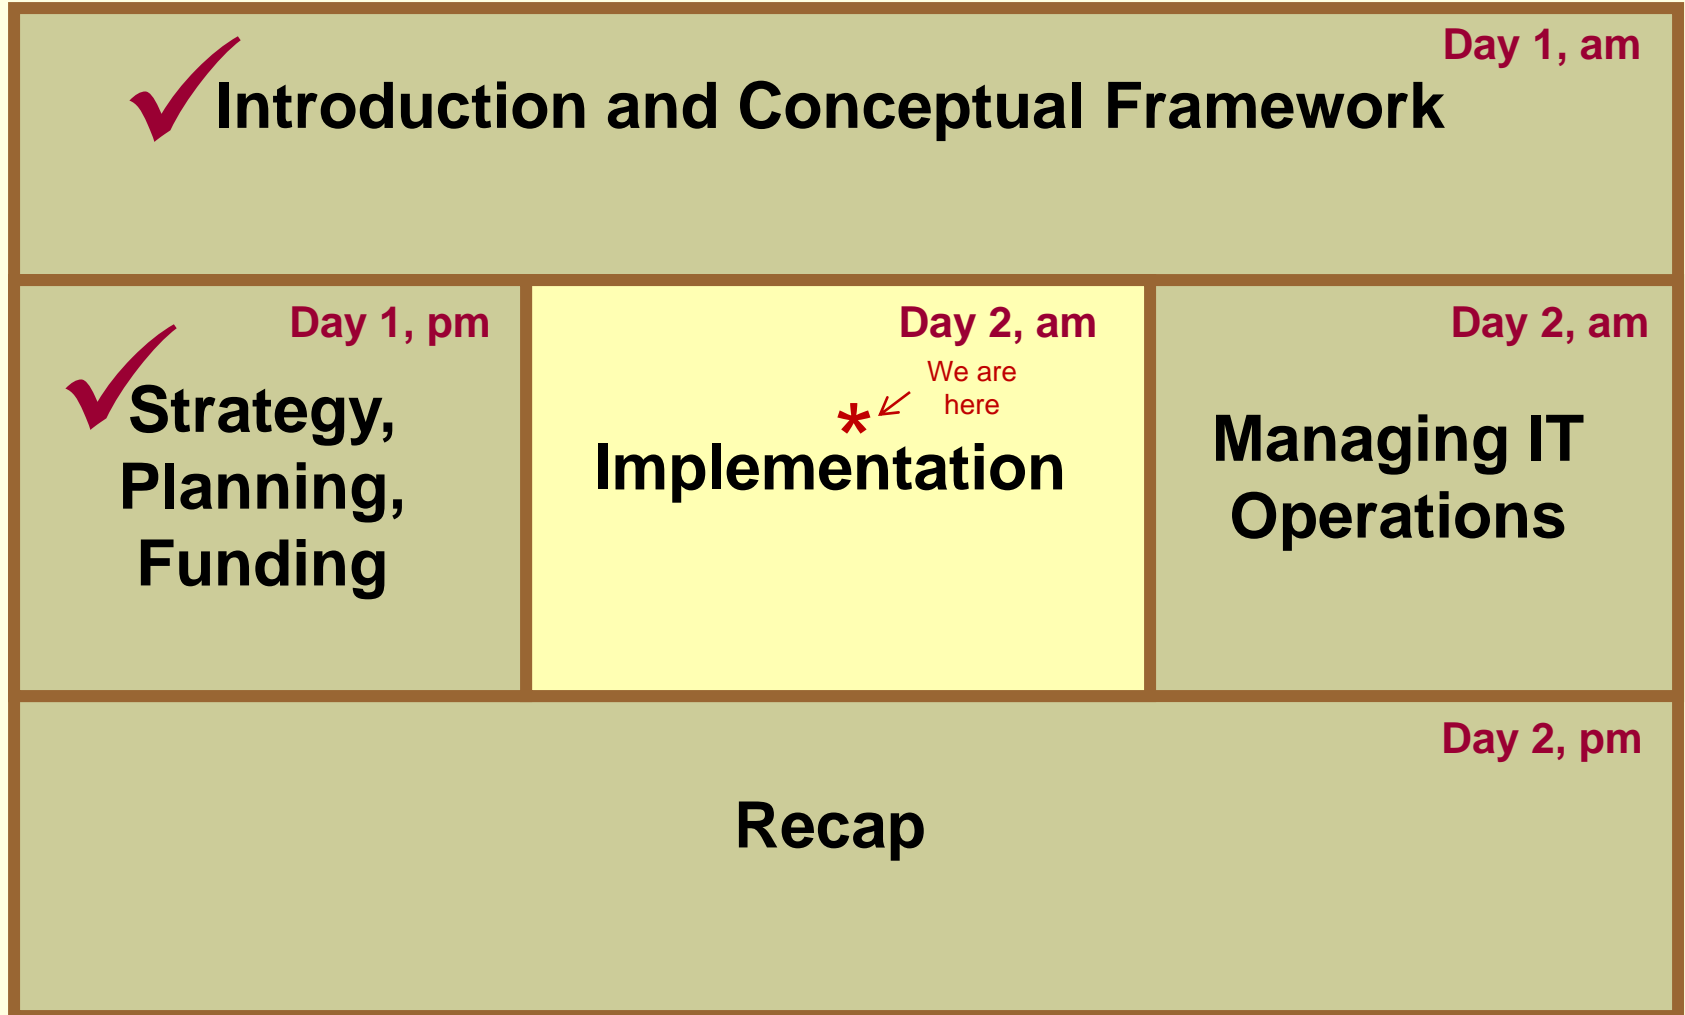 Day 1, am
Introduction and Conceptual Framework
Day 1, pm
Strategy,
Planning,
Funding
Day 2, am
We are
here
*
Implementation
Day 2, am
Managing IT
Operations
Day 2, pm
Recap